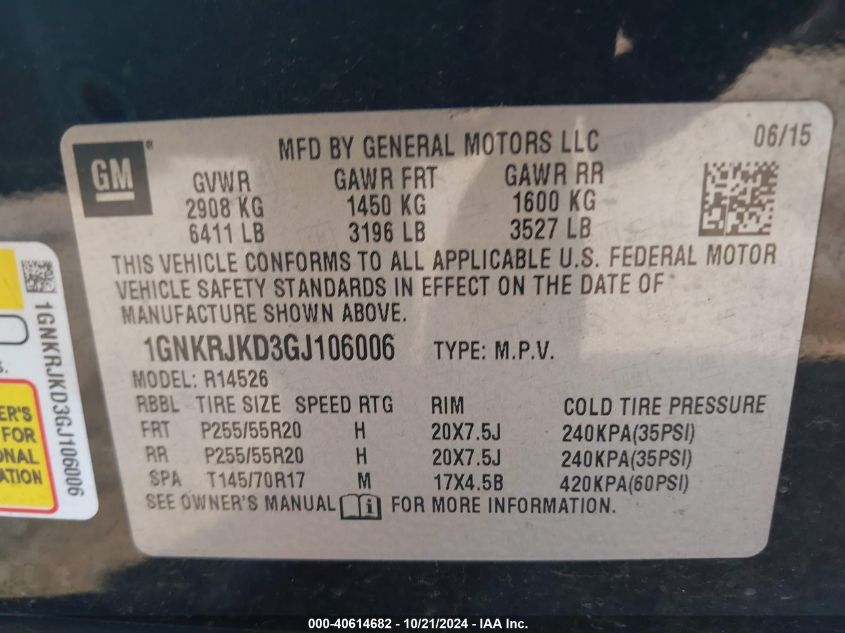 GM
MFD BY GENERAL MOTORS LLC
06/15
GVWR GAWR FRT GAWR RR
2908 KG 1450 KG 1600 KG
6411 LB 3196 LB 3527 LB
THIS VEHICLE CONFORMS TO ALL APPLICABLE U.S. FEDERAL MOTOR
VEHICLE SAFETY STANDARDS IN EFFECT ON THE DATE OF
MANUFACTURE SHOWN ABOVE.
1GNKRJKD3GJ106006 TYPE: M.P.V.
MODEL: R14526
RBBL TIRE SIZE SPEED RTG RIM COLD TIRE PRESSURE
FRT P255/55R20 H 20X7.5J 240KPA(35PSI)
RR P255/55R20 H 20X7.5J 240KPA(35PSI)
SPA T145/70R17 M 17X4.5B 420KPA(60PSI)
SEE OWNER'S MANUAL i FOR MORE INFORMATION.
1GNKRJKD3GJ106006
FOR
000-40614682 - 10/21/2024 - IAA Inc.